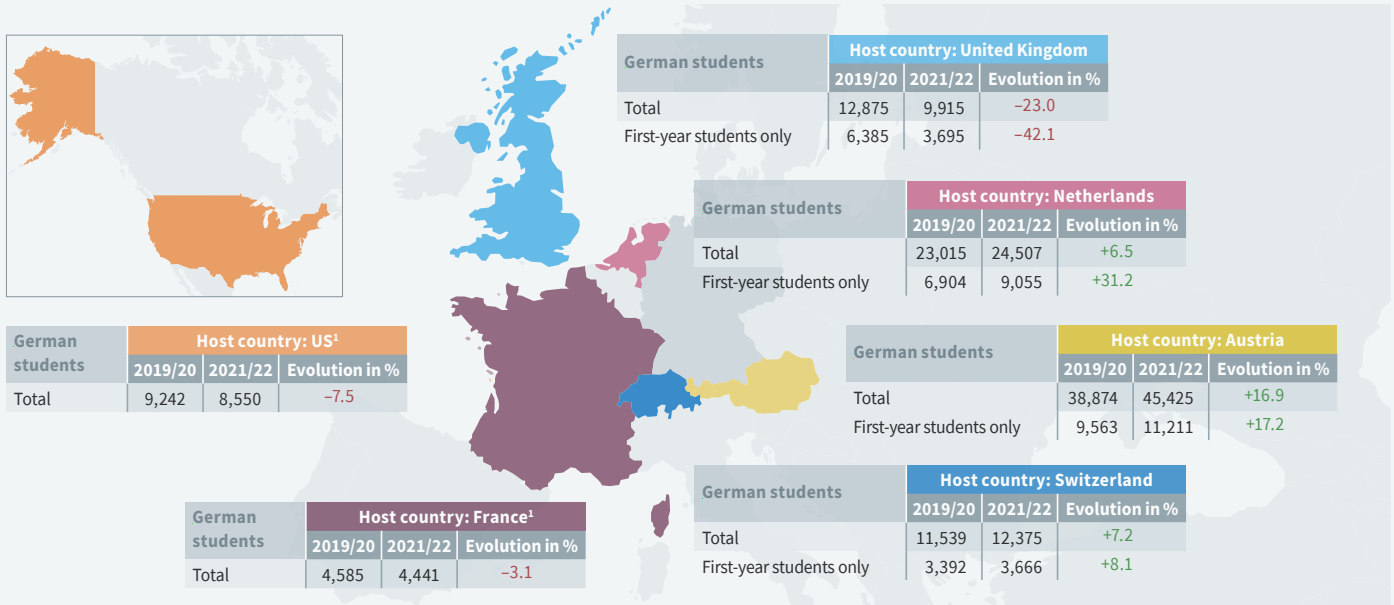 German students
Host country: United Kingdom
2019/20 2021/22 Evolution in %
Total 12,875 9,915 –23.0
First-year students only 6,385 3,695 –42.1
German students
Host country: Netherlands
2019/20 2021/22 Evolution in %
Total 23,015 24,507 +6.5
First-year students only 6,904 9,055 +31.2
German
students
Host country: US¹
2019/20 2021/22 Evolution in %
Total 9,242 8,550 –7.5
German students
Host country: Austria
2019/20 2021/22 Evolution in %
Total 38,874 45,425 +16.9
First-year students only 9,563 11,211 +17.2
German students
Host country: Switzerland
2019/20 2021/22 Evolution in %
Total 11,539 12,375 +7.2
First-year students only 3,392 3,666 +8.1
German
students
Host country: France¹
2019/20 2021/22 Evolution in %
Total 4,585 4,441 –3.1